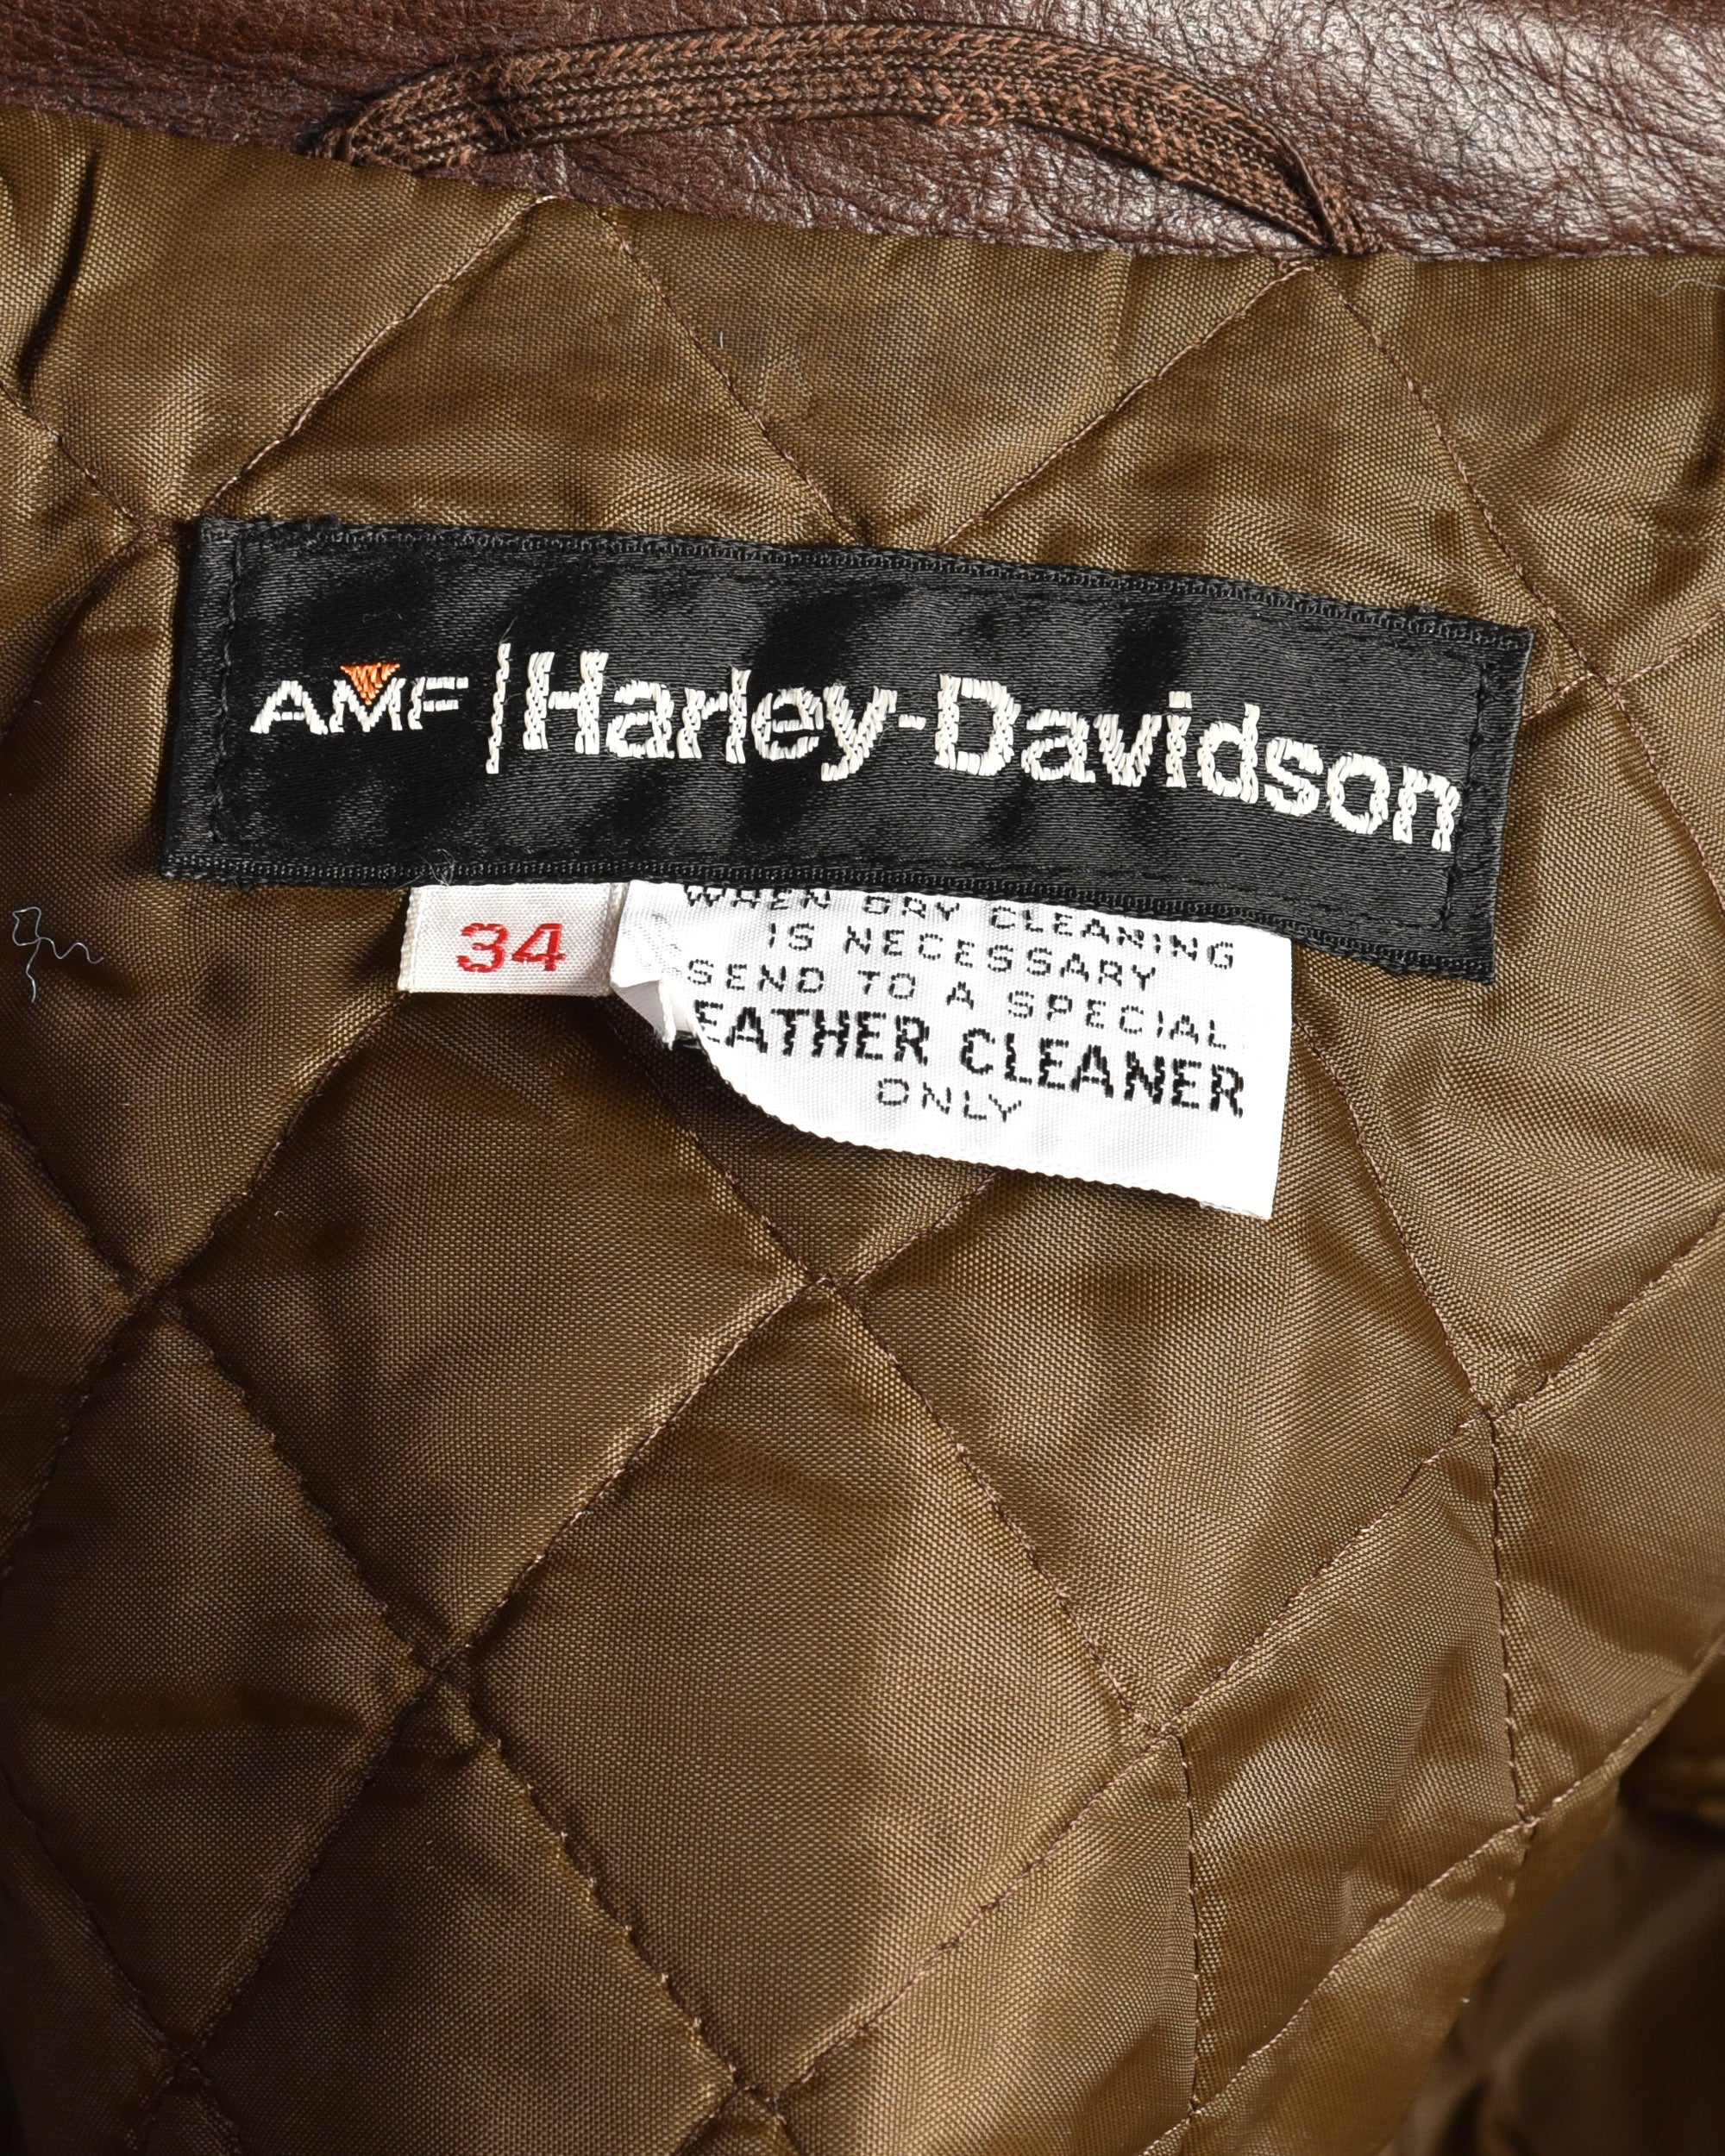 AMF | Harley-Davidson
34
WHEN DRY CLEANING
IS NECESSARY
SEND TO A SPECIAL
EATHER CLEANER
ONLY